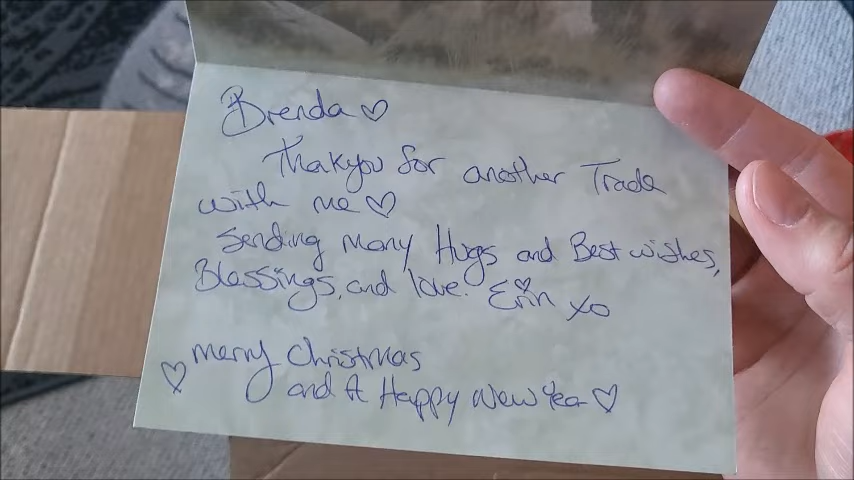 Brenda ♡
Thakyou for another Trade
with me ♡
Sending many Hugs and Best wishes,
Blessings, and love. Erin xo
♡ merry Christmas
and A Happy New Year ♡